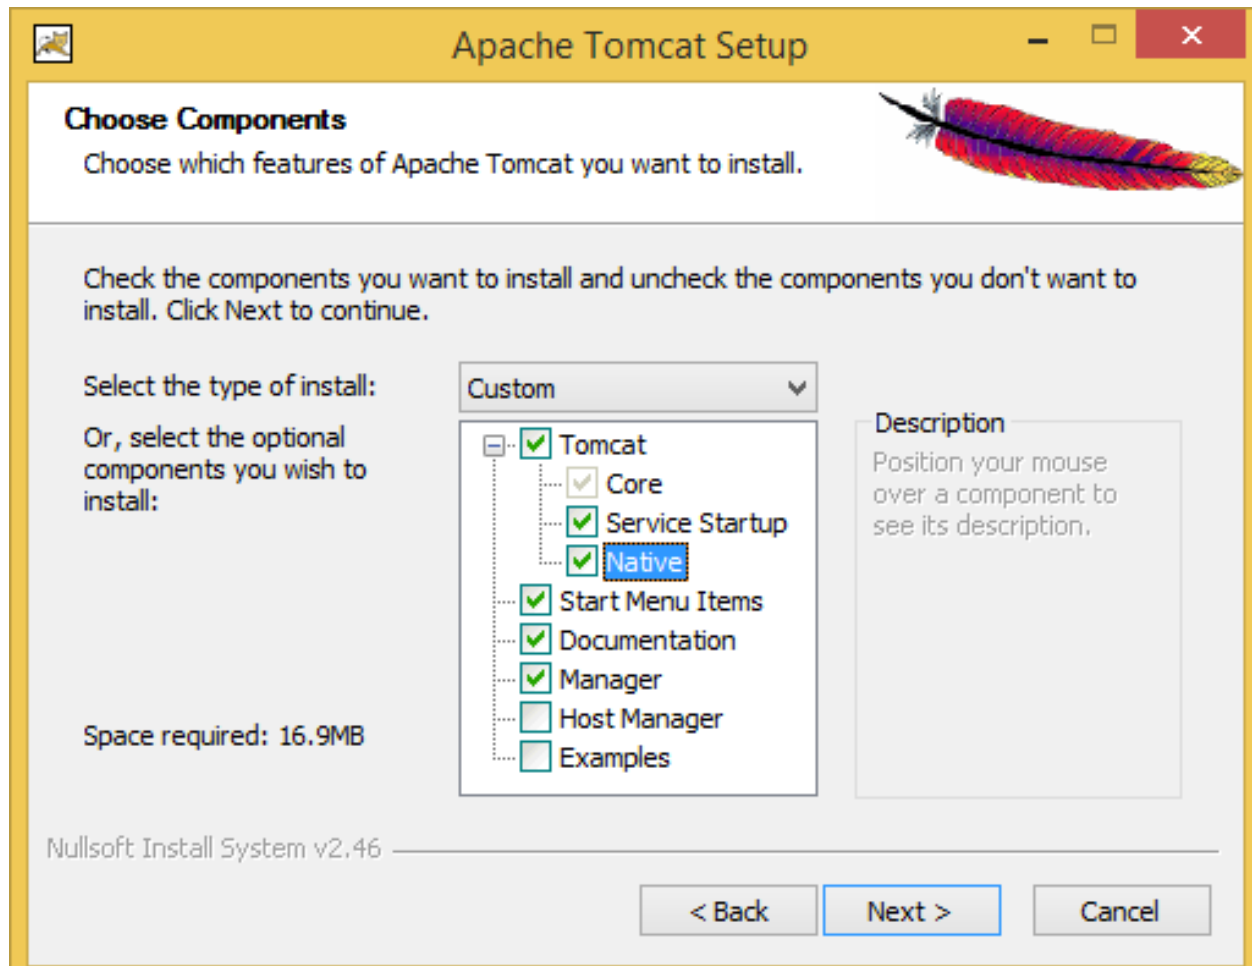 Apache Tomcat Setup
Choose Components
Choose which features of Apache Tomcat you want to install.
Check the components you want to install and uncheck the components you don't want to
install. Click Next to continue.
Select the type of install:
Custom
Or, select the optional
components you wish to
install:
Tomcat
Core
Service Startup
Native
Start Menu Items
Documentation
Manager
Host Manager
Examples
Description
Position your mouse
over a component to
see its description.
Space required: 16.9MB
Nullsoft Install System v2.46
< Back
Next >
Cancel